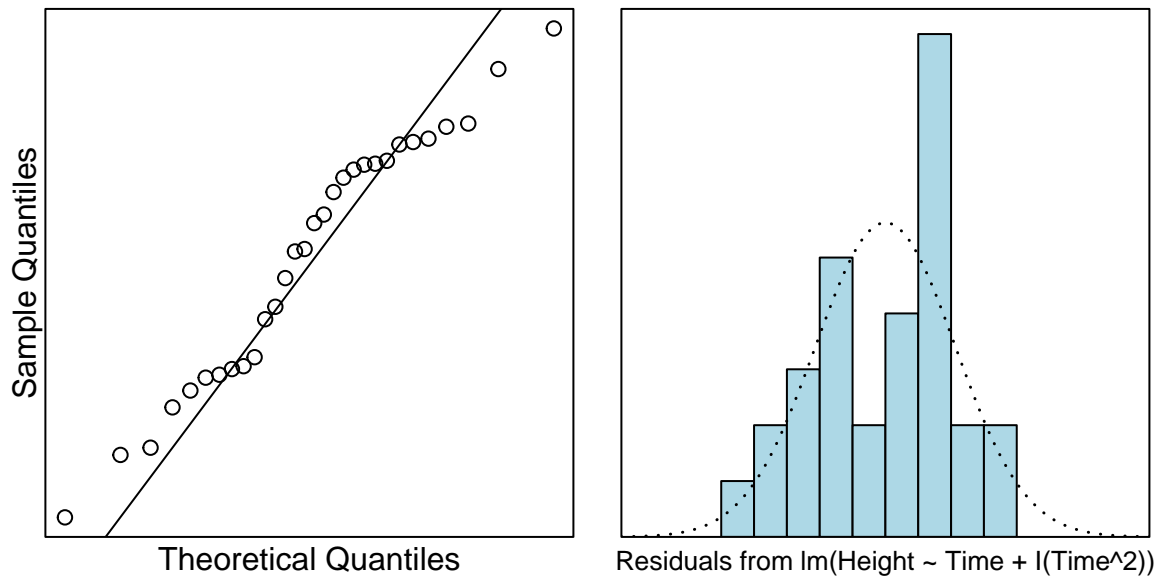 Sample Quantiles
Theoretical Quantiles
Residuals from lm(Height ~ Time + I(Time^2))